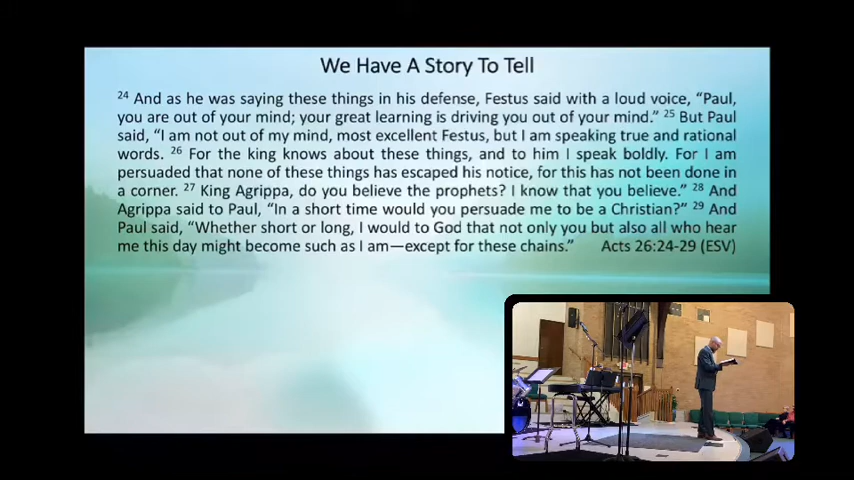 We Have A Story To Tell
24 And as he was saying these things in his defense, Festus said with a loud voice, “Paul,
you are out of your mind; your great learning is driving you out of your mind.” 25 But Paul
said, “I am not out of my mind, most excellent Festus, but I am speaking true and rational
words. 26 For the king knows about these things, and to him I speak boldly. For I am
persuaded that none of these things has escaped his notice, for this has not been done in
a corner. 27 King Agrippa, do you believe the prophets? I know that you believe.” 28 And
Agrippa said to Paul, “In a short time would you persuade me to be a Christian?” 29 And
Paul said, “Whether short or long, I would to God that not only you but also all who hear
me this day might become such as I am—except for these chains.” Acts 26:24-29 (ESV)